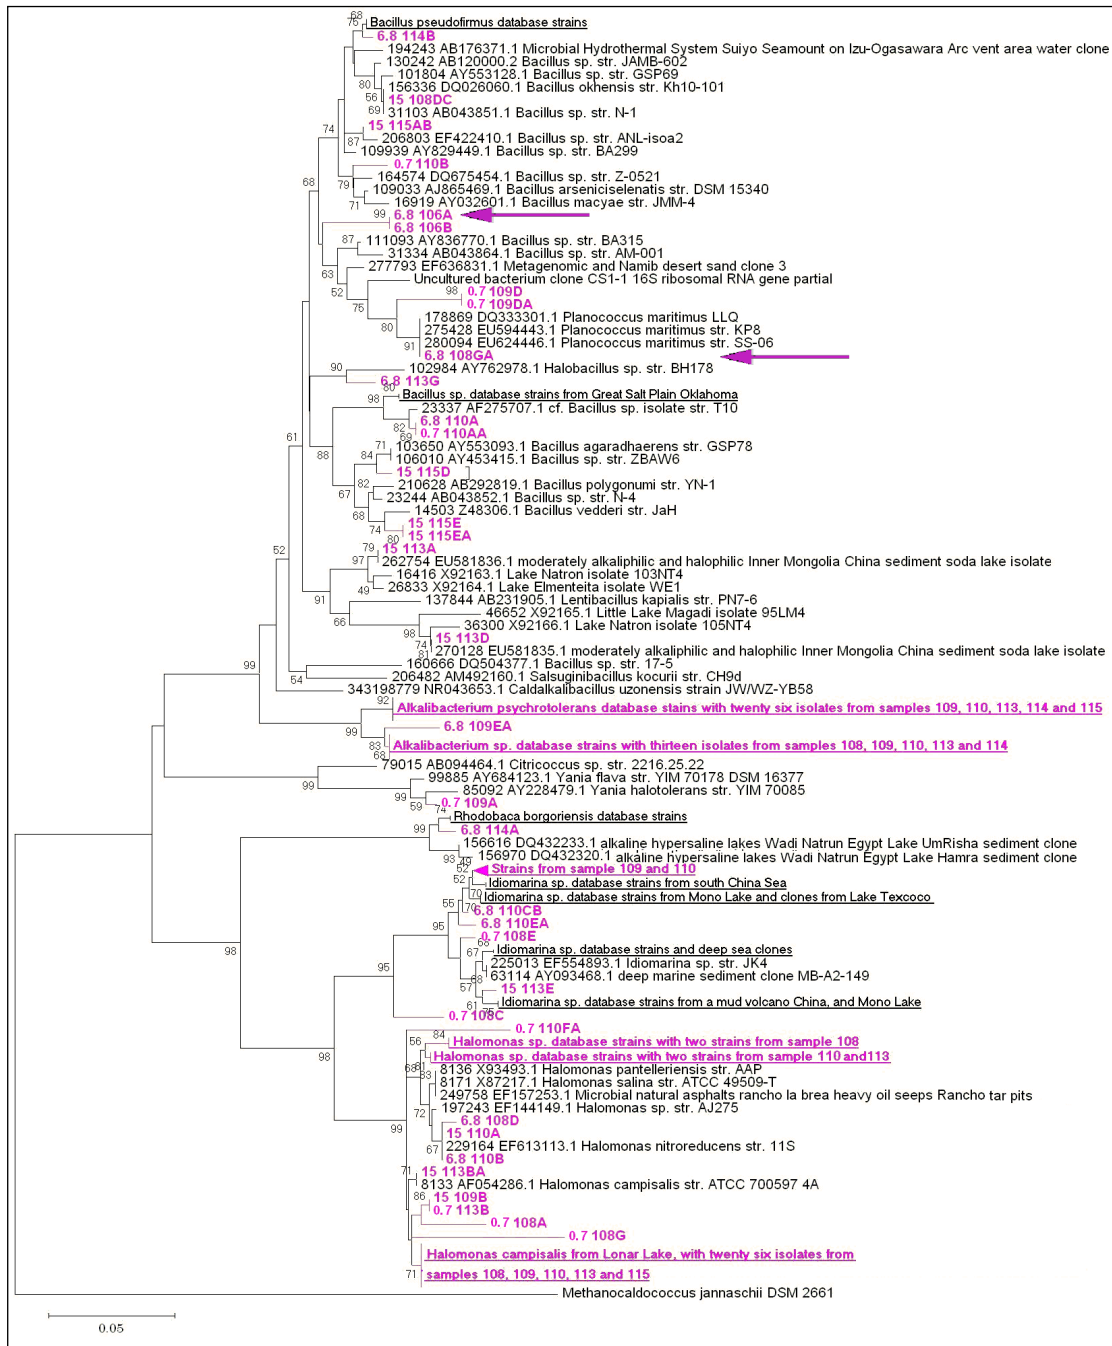 68
76
Bacillus pseudofirmus database strains
6.8 114B
194243 AB176371.1 Microbial Hydrothermal System Suiyo Seamount on Izu-Ogasawara Arc vent area water clone
130242 AB120000.2 Bacillus sp. str. JAMB-602
101804 AY553128.1 Bacillus sp. str. GSP69
80
156336 DQ026060.1 Bacillus okhensis str. Kh10-101
56
15 108DC
69
31103 AB043851.1 Bacillus sp. str. N-1
74
15 115AB
87
206803 EF422410.1 Bacillus sp. str. ANL-isoa2
109939 AY829449.1 Bacillus sp. str. BA299
0.7 110B
164574 DQ675454.1 Bacillus sp. str. Z-0521
79
68
109033 AJ865469.1 Bacillus arseniciselenatis str. DSM 15340
71
16919 AY032601.1 Bacillus macyae str. JMM-4
99
6.8 106A
6.8 106B
87
111093 AY836770.1 Bacillus sp. str. BA315
31334 AB043864.1 Bacillus sp. str. AM-001
63
277793 EF636831.1 Metagenomic and Namib desert sand clone 3
52
Uncultured bacterium clone CS1-1 16S ribosomal RNA gene partial
98
0.7 109D
75
0.7 109DA
178869 DQ333301.1 Planococcus maritimus LLQ
80
275428 EU594443.1 Planococcus maritimus str. KP8
280094 EU624446.1 Planococcus maritimus str. SS-06
91
6.8 108GA
90
102984 AY762978.1 Halobacillus sp. str. BH178
6.8 113G
80
98
Bacillus sp. database strains from Great Salt Plain Oklahoma
23337 AF275707.1 cf. Bacillus sp. isolate str. T10
6.8 110A
82
69
0.7 110AA
61
88
71
103650 AY553093.1 Bacillus agaradhaerens str. GSP78
84
106010 AY453415.1 Bacillus sp. str. ZBAW6
15 115D
67
82
210628 AB292819.1 Bacillus polygonumi str. YN-1
23244 AB043852.1 Bacillus sp. str. N-4
68
14503 Z48306.1 Bacillus vedderi str. JaH
74
15 115E
80
15 115EA
79
15 113A
52
97
262754 EU581836.1 moderately alkaliphilic and halophilic Inner Mongolia China sediment soda lake isolate
16416 X92163.1 Lake Natron isolate 103NT4
49
26833 X92164.1 Lake Elmenteita isolate WE1
91
137844 AB231905.1 Lentibacillus kapialis str. PN7-6
66
46652 X92165.1 Little Lake Magadi isolate 95LM4
98
36300 X92166.1 Lake Natron isolate 105NT4
15 113D
74
81
270128 EU581835.1 moderately alkaliphilic and halophilic Inner Mongolia China sediment soda lake isolate
99
160666 DQ504377.1 Bacillus sp. str. 17-5
54
206482 AM492160.1 Salsuginibacillus kocurii str. CH9d
343198779 NR043653.1 Caldalkalibacillus uzonensis strain JW/WZ-YB58
92
Alkalibacterium psychrotolerans database stains with twenty six isolates from samples 109, 110, 113, 114 and 115
99
6.8 109EA
83
68
Alkalibacterium sp. database strains with thirteen isolates from samples 108, 109, 110, 113 and 114
79015 AB094464.1 Citricoccus sp. str. 2216.25.22
99
99885 AY684123.1 Yania flava str. YIM 70178 DSM 16377
99
85092 AY228479.1 Yania halotolerans str. YIM 70085
59
0.7 109A
74
Rhodobaca borgoriensis database strains
99
6.8 114A
156616 DQ432233.1 alkaline hypersaline lakes Wadi Natrun Egypt Lake UmRisha sediment clone
93
49
156970 DQ432320.1 alkaline hypersaline lakes Wadi Natrun Egypt Lake Hamra sediment clone
52
Strains from sample 109 and 110
52
Idiomarina sp. database strains from south China Sea
70
Idiomarina sp. database strains from Mono Lake and clones from Lake Texcoco
55
70
6.8 110CB
95
6.8 110EA
0.7 108E
68
67
Idiomarina sp. database strains and deep sea clones
98
225013 EF554893.1 Idiomarina sp. str. JK4
95
68
63114 AY093468.1 deep marine sediment clone MB-A2-149
57
15 113E
61
75
Idiomarina sp. database strains from a mud volcano China, and Mono Lake
0.7 108C
0.7 110FA
56
84
Halomonas sp. database strains with two strains from sample 108
98
81
Halomonas sp. database strains with two strains from sample 110 and113
68
83
8136 X93493.1 Halomonas pantelleriensis str. AAP
8171 X87217.1 Halomonas salina str. ATCC 49509-T
249758 EF157253.1 Microbial natural asphalts rancho la brea heavy oil seeps Rancho tar pits
72
197243 EF144149.1 Halomonas sp. str. AJ275
99
6.8 108D
15 110A
67
229164 EF613113.1 Halomonas nitroreducens str. 11S
6.8 110B
71
15 113BA
8133 AF054286.1 Halomonas campisalis str. ATCC 700597 4A
86
15 109B
0.7 113B
0.7 108A
0.7 108G
Halomonas campisalis from Lonar Lake, with twenty six isolates from
71
samples 108, 109, 110, 113 and 115
Methanocaldococcus jannaschii DSM 2661
0.05